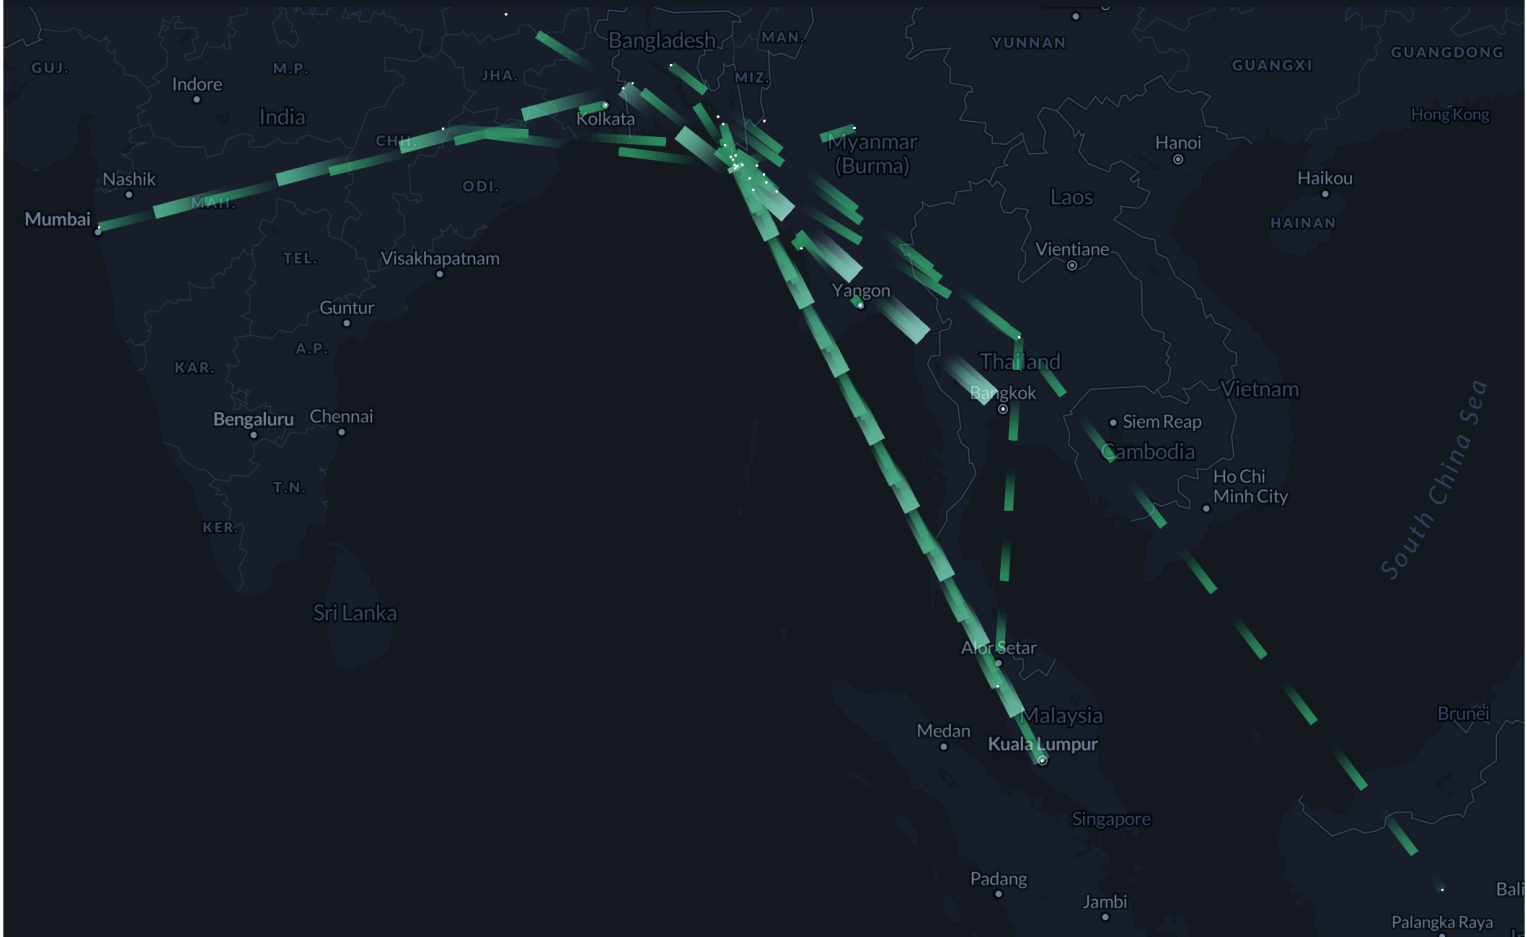 Bangladesh
MAN.
YUNNAN
GUANGDONG
GUJ.
M.P.
JHA.
MIZ.
GUANGXI
Indore
India
Kolkata
Hong Kong
CHH.
Myanmar
(Burma)
Hanoi
Nashik
ODI.
Laos
Haikou
MAH.
Mumbai
HAINAN
TEL.
Visakhapatnam
Vientiane
Yangon
Guntur
A.P.
KAR.
Thailand
Bangkok
Vietnam
Bengaluru
Chennai
Siem Reap
Cambodia
South China Sea
T.N.
Ho Chi
Minh City
KER.
Sri Lanka
Alor Setar
Malaysia
Brunei
Medan
Kuala Lumpur
Singapore
Padang
Bali
Jambi
Palangka Raya